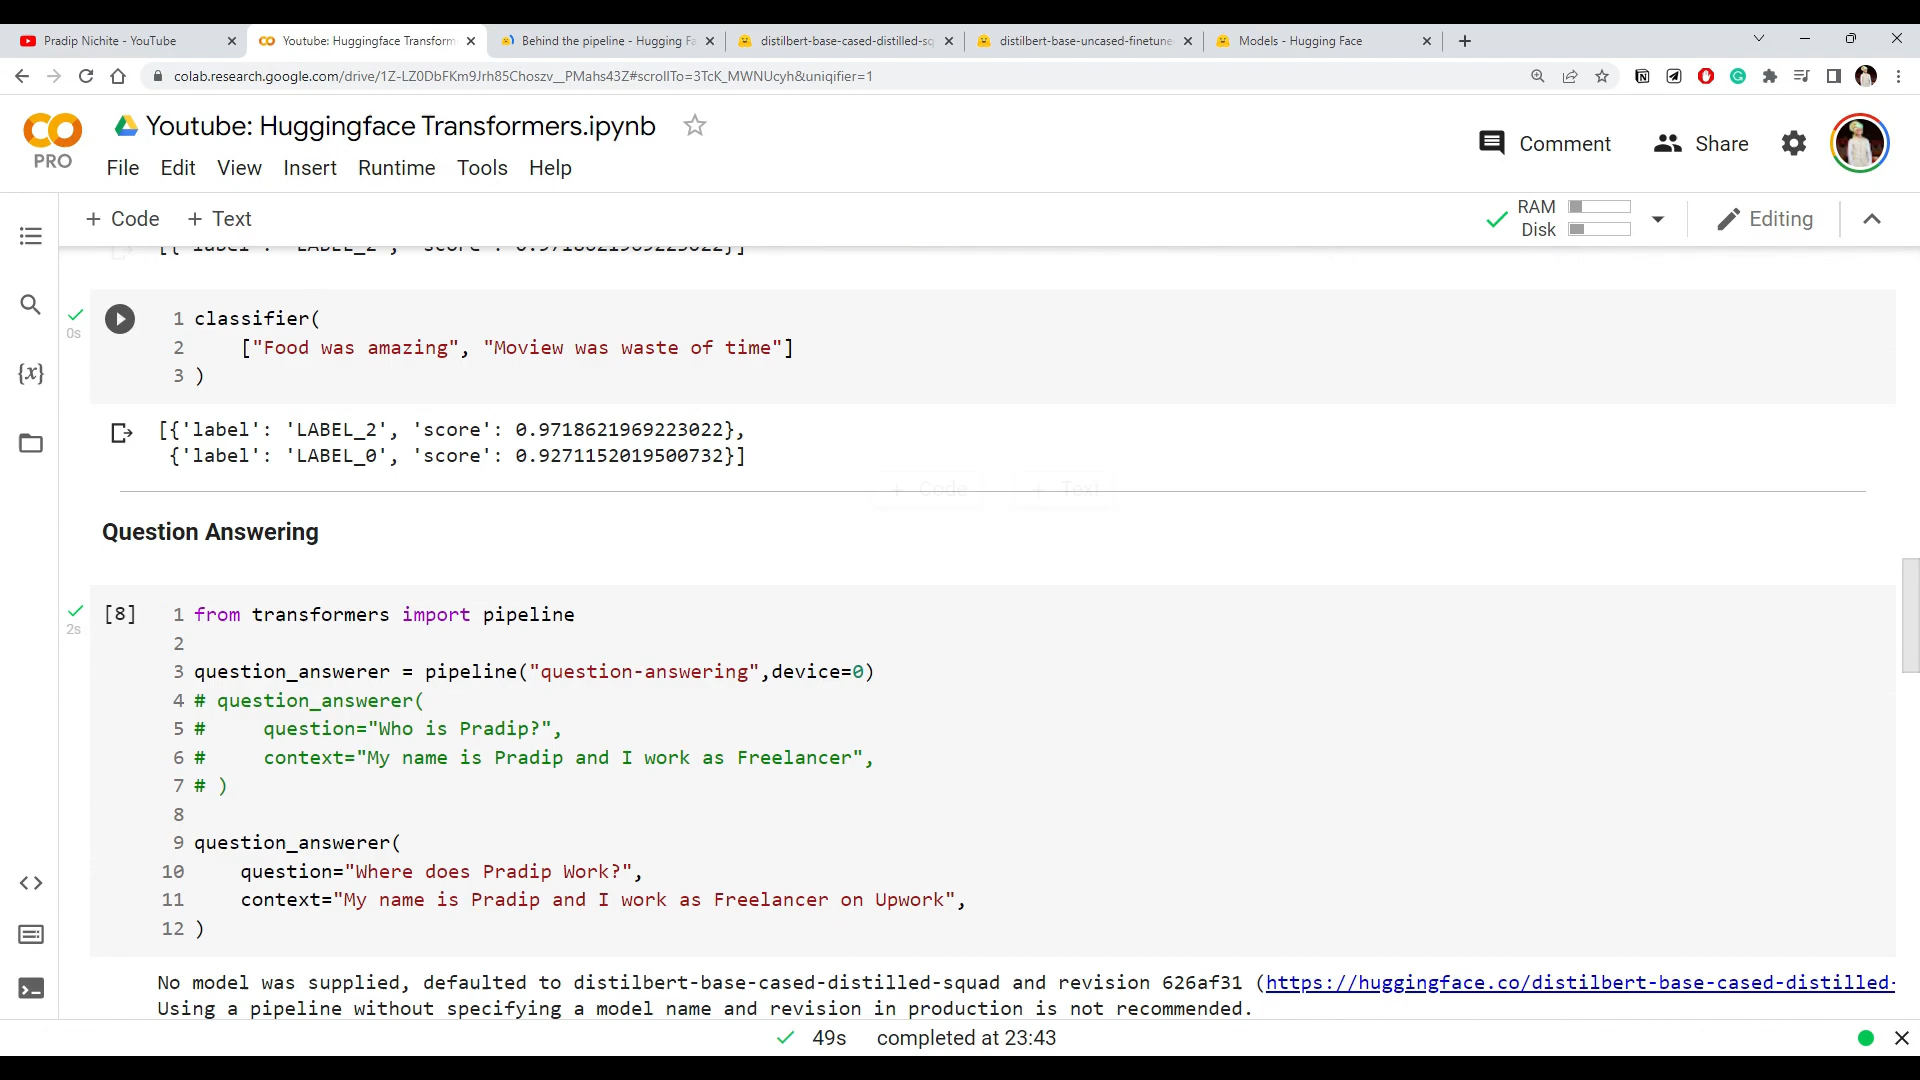 Pradip Nichite - YouTube
Youtube: Huggingface Transform
Behind the pipeline - Hugging Fa
distilbert-base-cased-distilled-sq
distilbert-base-uncased-finetune
Models - Hugging Face
colab.research.google.com/drive/1Z-LZ0DbFKm9Jrh85Choszv__PMahs43Z#scrollTo=3TcK_MWNUcyh&uniqifier=1
Youtube: Huggingface Transformers.ipynb
PRO
File Edit View Insert Runtime Tools Help
Comment
Share
+ Code + Text
RAM
Disk
Editing
[{'label': 'LABEL_2', 'score': 0.9718621969223022}]
0s
1 classifier(
2     ["Food was amazing", "Moview was waste of time"]
3 )
[{'label': 'LABEL_2', 'score': 0.9718621969223022},
 {'label': 'LABEL_0', 'score': 0.9271152019500732}]
+ Code + Text
Question Answering
[8]
2s
1 from transformers import pipeline
2
3 question_answerer = pipeline("question-answering",device=0)
4 # question_answerer(
5 #     question="Who is Pradip?",
6 #     context="My name is Pradip and I work as Freelancer",
7 # )
8
9 question_answerer(
10     question="Where does Pradip Work?",
11     context="My name is Pradip and I work as Freelancer on Upwork",
12 )
No model was supplied, defaulted to distilbert-base-cased-distilled-squad and revision 626af31 (https://huggingface.co/distilbert-base-cased-distilled-
Using a pipeline without specifying a model name and revision in production is not recommended.
49s completed at 23:43